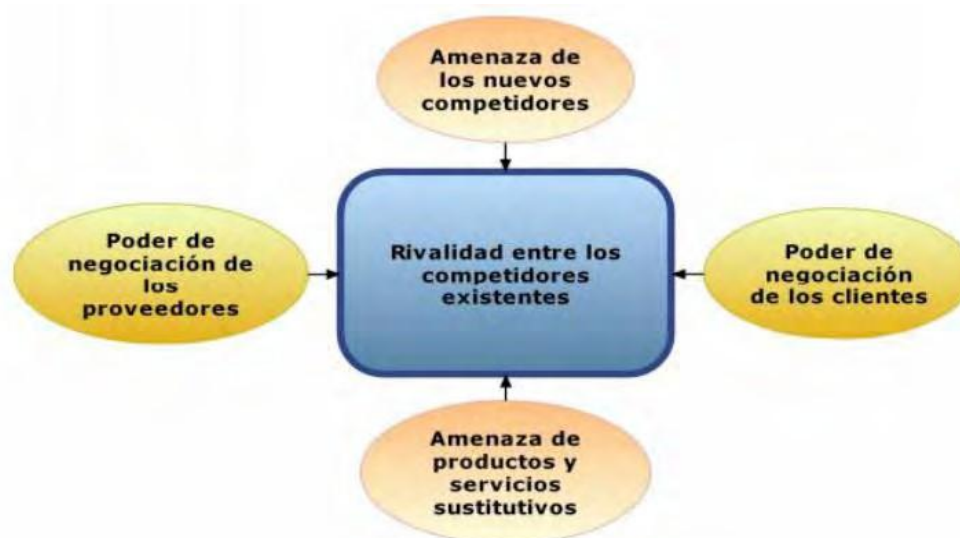 Amenaza de
los nuevos
competidores
Poder de
negociación de
los
proveedores
Rivalidad entre los
competidores
existentes
Poder de
negociación
de los clientes
Amenaza de
productos y
servicios
sustitutivos